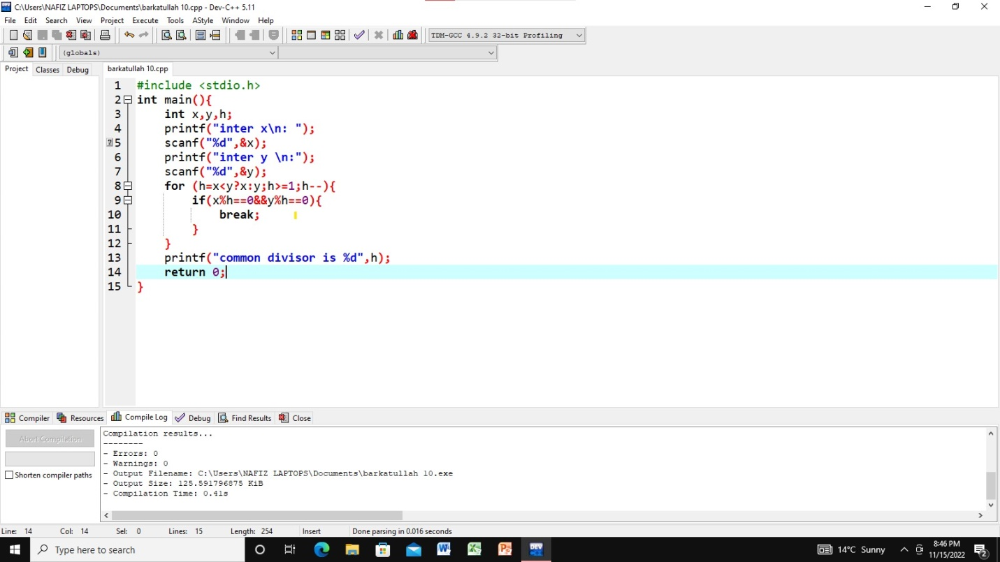 C:\Users\NAFIZ LAPTOPS\Documents\barkatullah 10.cpp - Dev-C++ 5.11
File Edit Search View Project Execute Tools AStyle Window Help
TDM-GCC 4.9.2 32-bit Profiling
(globals)
Project Classes Debug barkatullah 10.cpp
1 #include <stdio.h>
2 int main(){
3 int x,y,h;
4 printf("inter x\n: ");
5 scanf("%d",&x);
6 printf("inter y \n:");
7 scanf("%d",&y);
8 for (h=x<y?x:y;h>=1;h--){
9 if(x%h==0&&y%h==0){
10 break;
11 }
12 }
13 printf("common divisor is %d",h);
14 return 0;
15 }
Compiler Resources Compile Log Debug Find Results Close
Abort Compilation
Shorten compiler paths
Compilation results...
--------
- Errors: 0
- Warnings: 0
- Output Filename: C:\Users\NAFIZ LAPTOPS\Documents\barkatullah 10.exe
- Output Size: 125.591796875 KiB
- Compilation Time: 0.41s
Line: 14 Col: 14 Sel: 0 Lines: 15 Length: 254 Insert Done parsing in 0.016 seconds
Type here to search
14°C Sunny
8:46 PM
11/15/2022
2